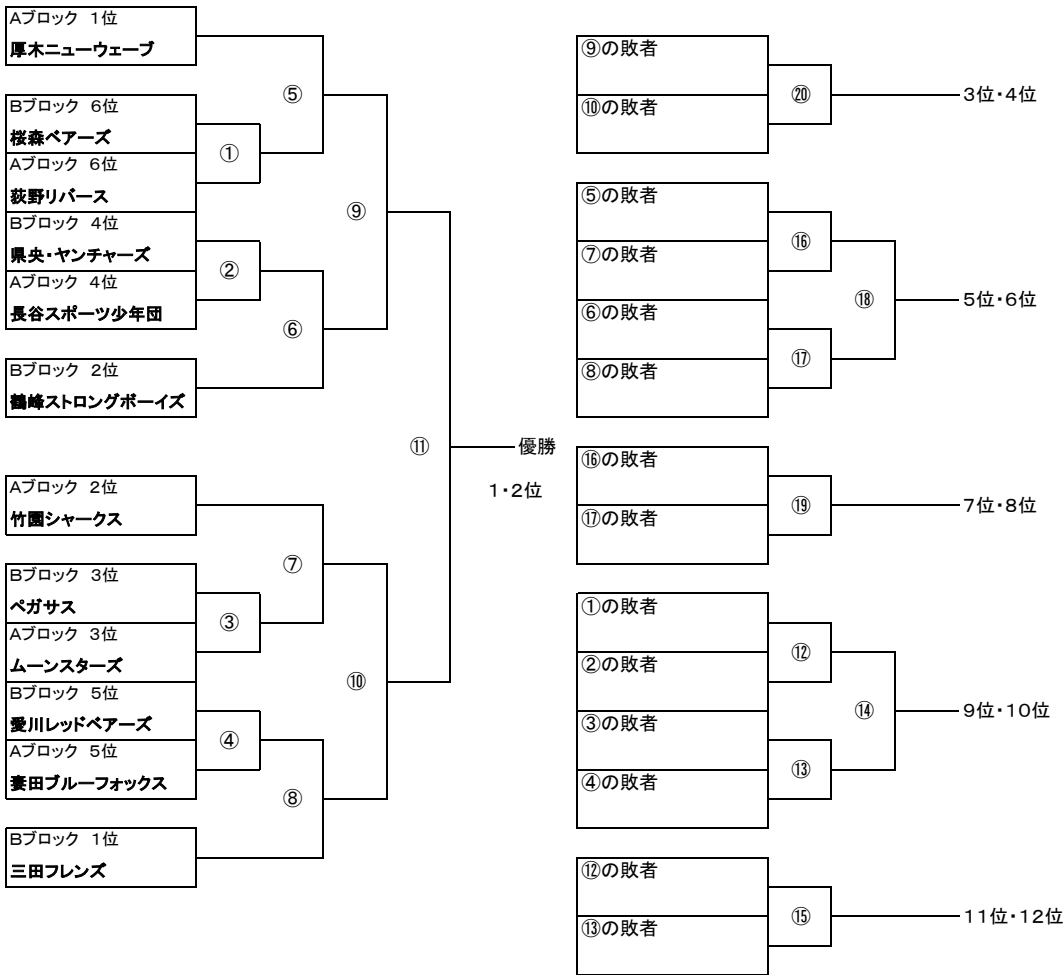 Aブロック 1位
厚木ニューウェーブ
⑤
Bブロック 6位
桜森ベアーズ
①
Aブロック 6位
荻野リバース
⑨
Bブロック 4位
県央・ヤンチャーズ
②
Aブロック 4位
長谷スポーツ少年団
⑥
Bブロック 2位
鶴峰ストロングボーイズ
⑪
優勝
1・2位
Aブロック 2位
竹園シャークス
⑦
Bブロック 3位
ペガサス
③
Aブロック 3位
ムーンスターズ
⑩
Bブロック 5位
愛川レッドベアーズ
④
Aブロック 5位
妻田ブルーフォックス
⑧
Bブロック 1位
三田フレンズ
⑨の敗者
⑳
3位・4位
⑩の敗者
⑤の敗者
⑯
⑦の敗者
⑱
5位・6位
⑥の敗者
⑰
⑧の敗者
⑯の敗者
⑲
7位・8位
⑰の敗者
①の敗者
⑫
②の敗者
⑭
9位・10位
③の敗者
⑬
④の敗者
⑫の敗者
⑮
11位・12位
⑬の敗者